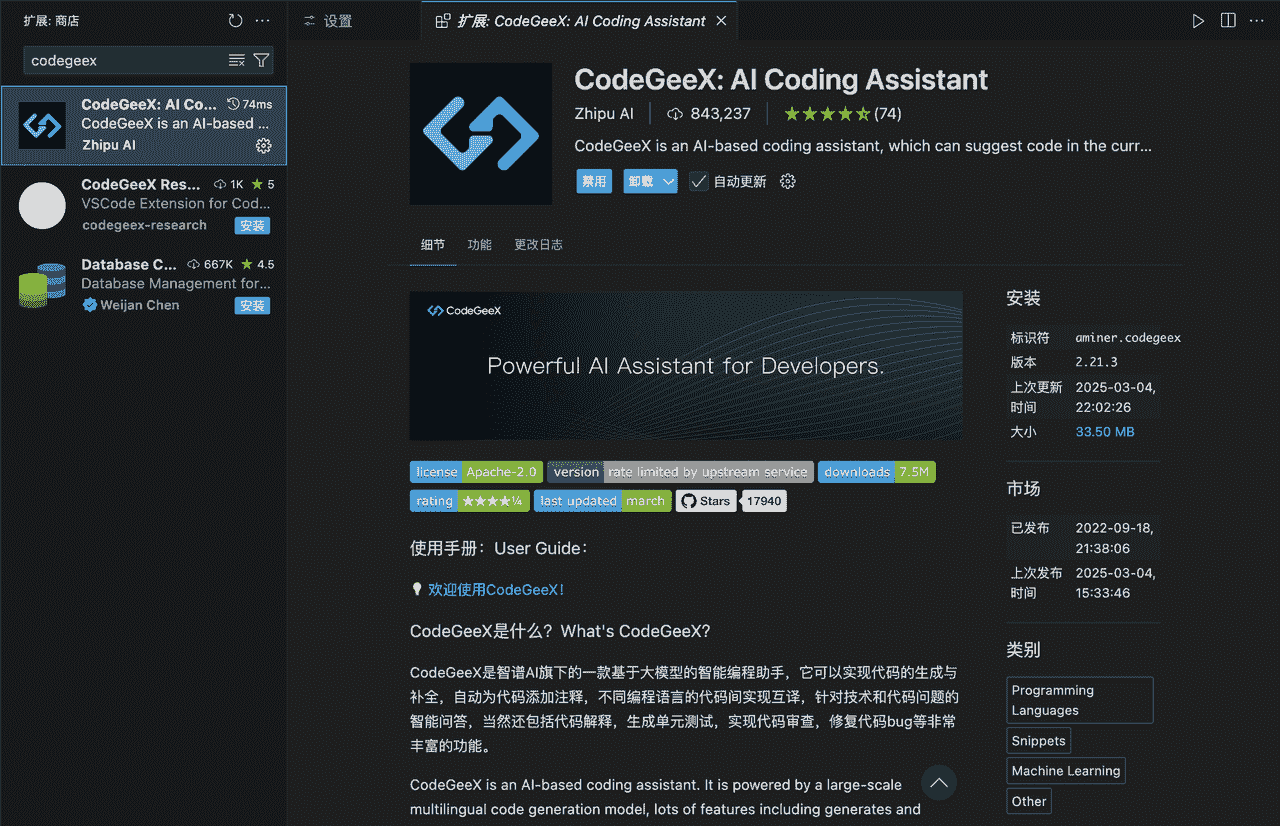 扩展: 商店
codegeex
CodeGeeX: AI Co... 74ms
CodeGeeX is an AI-based ...
Zhipu AI
CodeGeeX Res... 1K 5
VSCode Extension for Cod...
codegeex-research 安装
Database C... 667K 4.5
Database Management for...
Weijan Chen 安装
设置
扩展: CodeGeeX: AI Coding Assistant
CodeGeeX: AI Coding Assistant
Zhipu AI 843,237 (74)
CodeGeeX is an AI-based coding assistant, which can suggest code in the curr...
禁用 卸载 自动更新
细节 功能 更改日志
CodeGeeX
Powerful AI Assistant for Developers.
license Apache-2.0 version rate limited by upstream service downloads 7.5M
rating ★★★★¼ last updated march Stars 17940
使用手册：User Guide：
欢迎使用CodeGeeX！
CodeGeeX是什么？What's CodeGeeX?
CodeGeeX是智谱AI旗下的一款基于大模型的智能编程助手，它可以实现代码的生成与
补全，自动为代码添加注释，不同编程语言的代码间实现互译，针对技术和代码问题的
智能问答，当然还包括代码解释，生成单元测试，实现代码审查，修复代码bug等非常
丰富的功能。
CodeGeeX is an AI-based coding assistant. It is powered by a large-scale
multilingual code generation model, lots of features including generates and
安装
标识符 aminer.codegeex
版本 2.21.3
上次更新 2025-03-04,
时间 22:02:26
大小 33.50 MB
市场
已发布 2022-09-18,
21:38:06
上次发布 2025-03-04,
时间 15:33:46
类别
Programming
Languages
Snippets
Machine Learning
Other